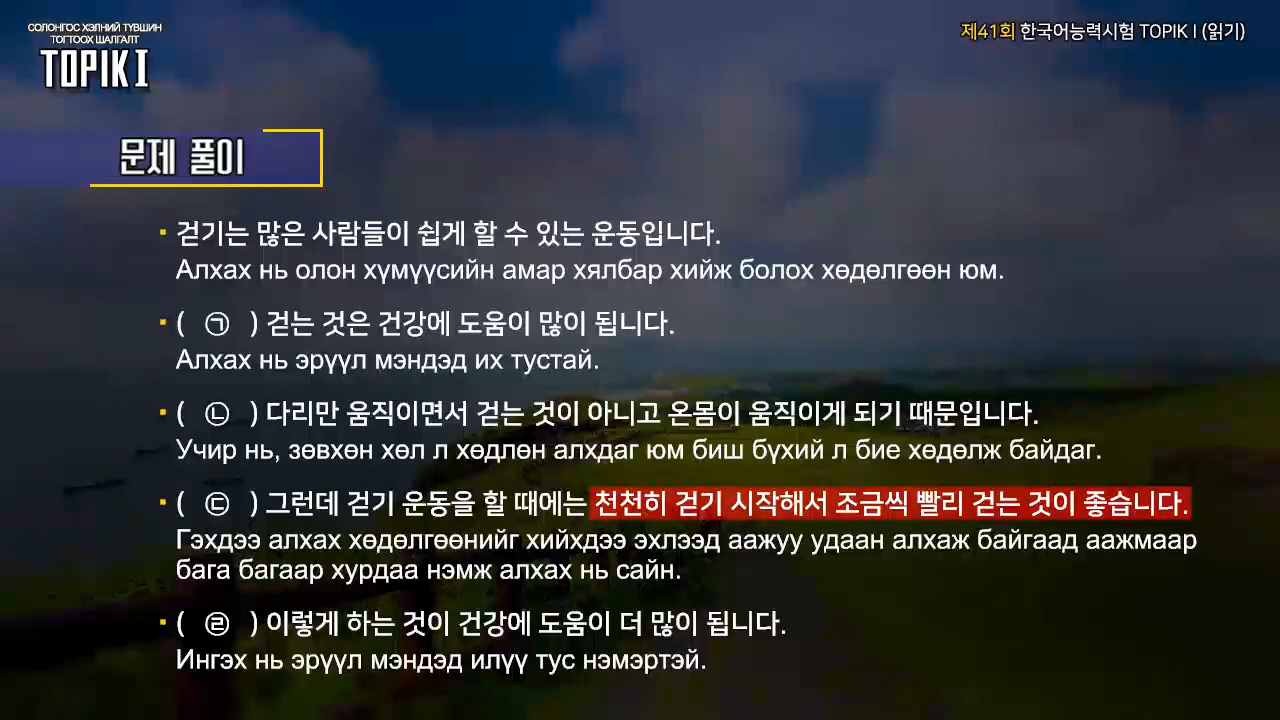 СОЛОНГОС ХЭЛНИЙ ТҮВШИН
ТОГТООХ ШАЛГАЛТ
TOPIK I
제41회 한국어능력시험 TOPIK I (읽기)
문제 풀이
걷기는 많은 사람들이 쉽게 할 수 있는 운동입니다.
Алхах нь олон хүмүүсийн амар хялбар хийж болох хөдөлгөөн юм.
( ㉠ ) 걷는 것은 건강에 도움이 많이 됩니다.
Алхах нь эрүүл мэндэд их тустай.
( ㉡ ) 다리만 움직이면서 걷는 것이 아니고 온몸이 움직이게 되기 때문입니다.
Учир нь, зөвхөн хөл л хөдлөн алхдаг юм биш бүхий л бие хөдөлж байдаг.
( ㉢ ) 그런데 걷기 운동을 할 때에는 천천히 걷기 시작해서 조금씩 빨리 걷는 것이 좋습니다.
Гэхдээ алхах хөдөлгөөнийг хийхдээ эхлээд аажуу удаан алхаж байгаад аажмаар
бага багаар хурдаа нэмж алхах нь сайн.
( ㉣ ) 이렇게 하는 것이 건강에 도움이 더 많이 됩니다.
Ингэх нь эрүүл мэндэд илүү тус нэмэртэй.